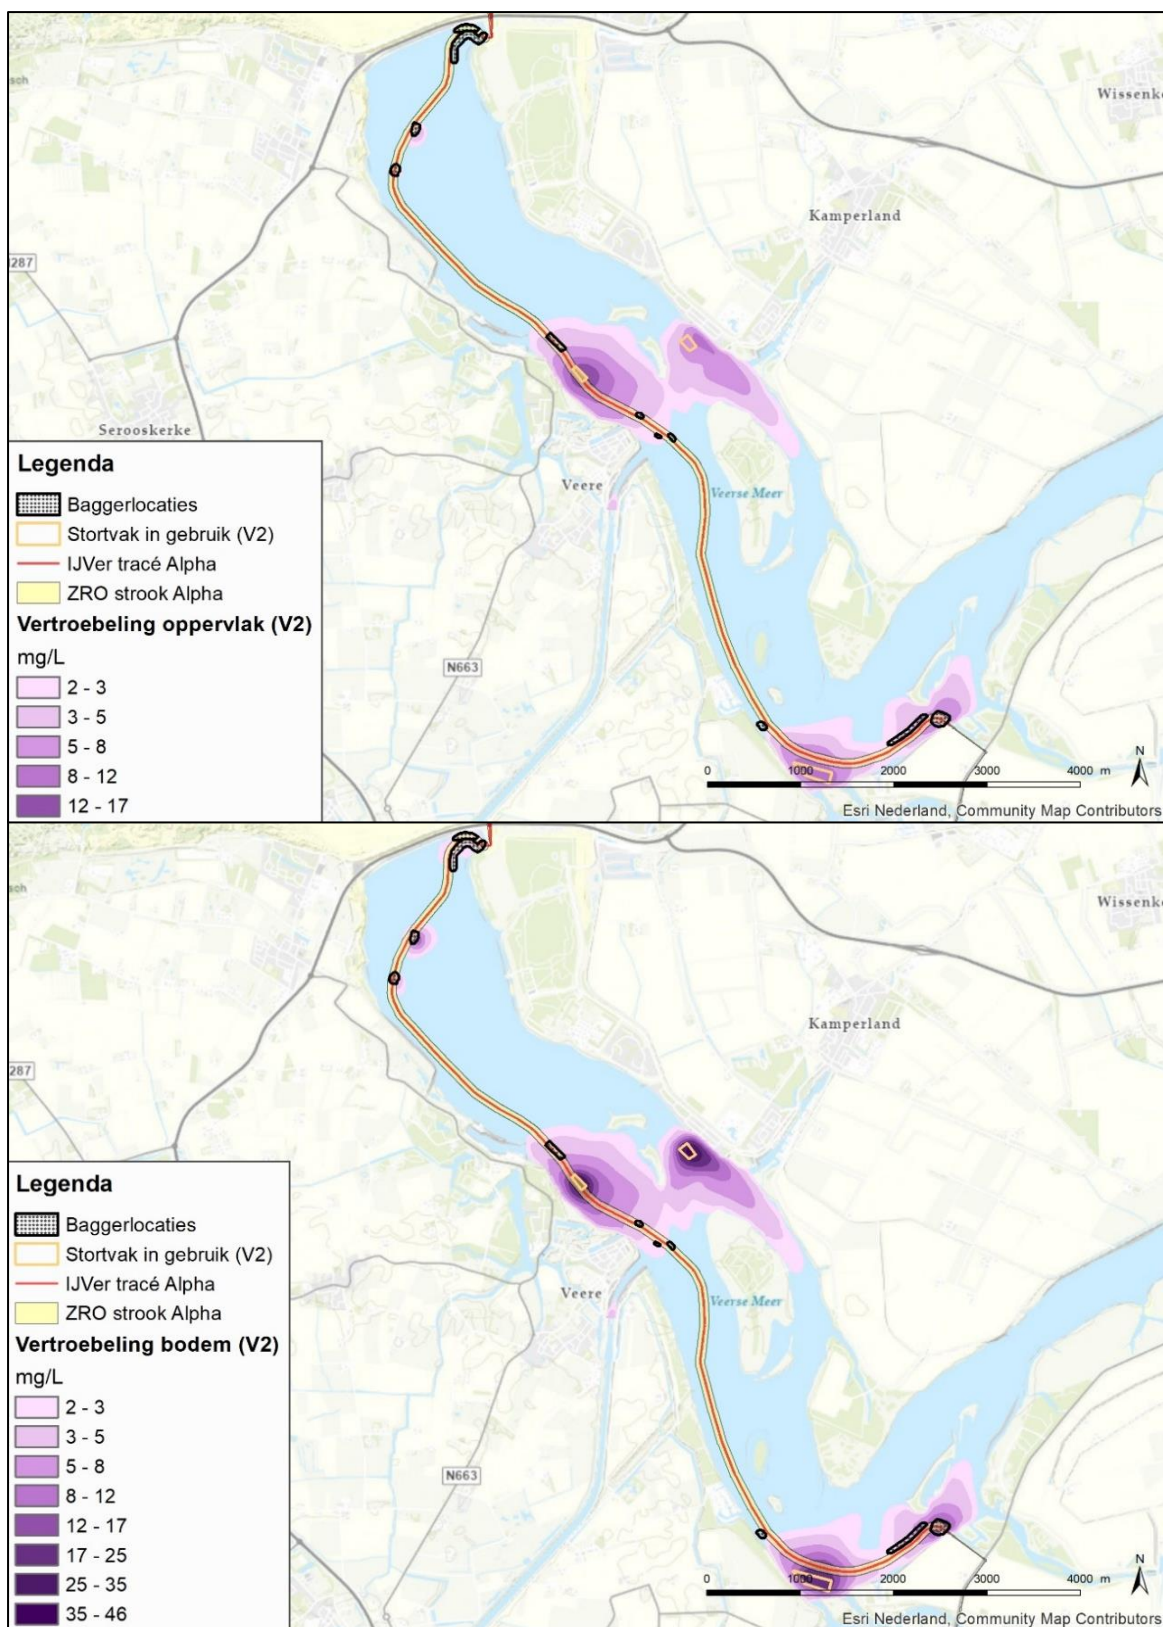 Wissenke
Kamperland
287
Serooskerke
Veere
Veerse Meer
N663
Legenda
Baggerlocaties
Stortvak in gebruik (V2)
IJVer tracé Alpha
ZRO strook Alpha
Vertroebeling oppervlak (V2)
mg/L
2 - 3
3 - 5
5 - 8
8 - 12
12 - 17
N
0 1000 2000 3000 4000 m
Esri Nederland, Community Map Contributors
Wissenke
Kamperland
287
Veere
Veerse Meer
N663
Legenda
Baggerlocaties
Stortvak in gebruik (V2)
IJVer tracé Alpha
ZRO strook Alpha
Vertroebeling bodem (V2)
mg/L
2 - 3
3 - 5
5 - 8
8 - 12
12 - 17
17 - 25
25 - 35
35 - 46
N
0 1000 2000 3000 4000 m
Esri Nederland, Community Map Contributors